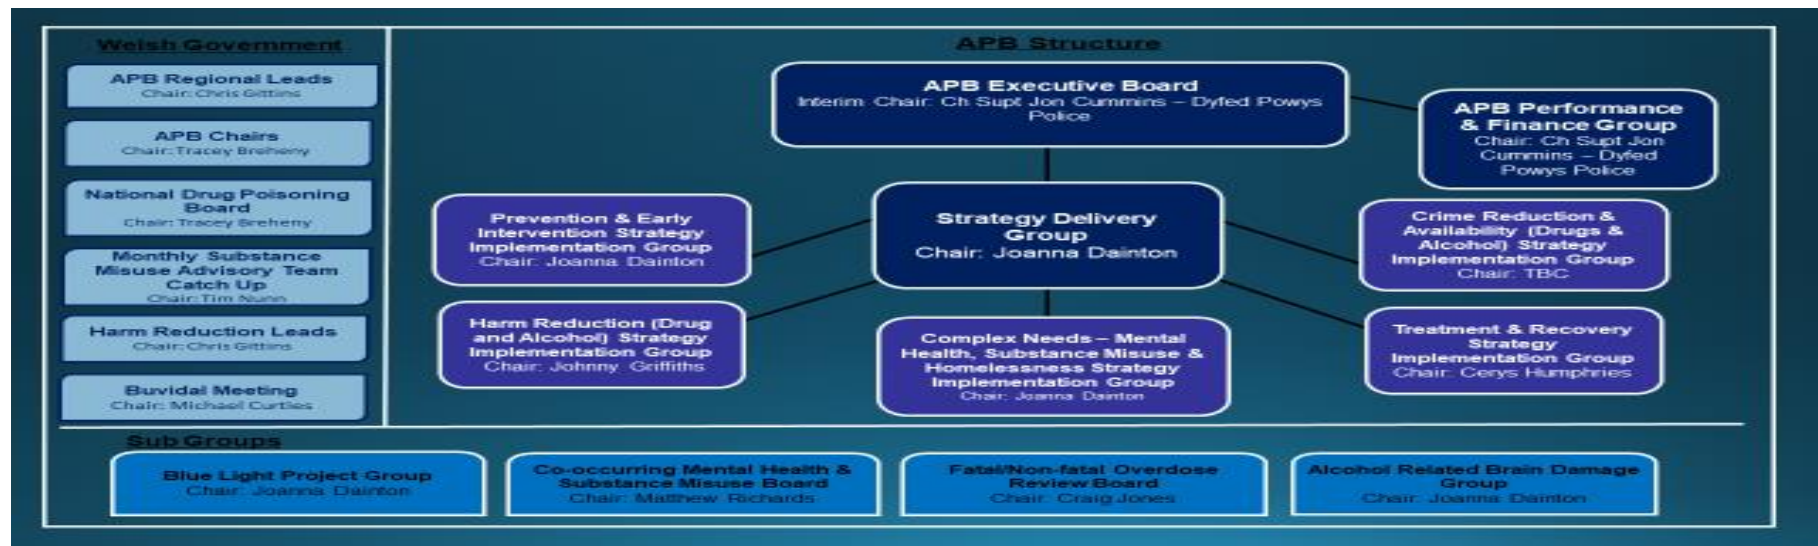 Welsh Government
APB Regional Leads
Chair: Chris Gittins
APB Chairs
Chair: Tracey Breheny
National Drug Poisoning
Board
Chair: Tracey Breheny
Monthly Substance
Misuse Advisory Team
Catch Up
Chair: Tim Nunn
Harm Reduction Leads
Chair: Chris Gittins
Buvidal Meeting
Chair: Michael Curties
APB Structure
APB Executive Board
Interim Chair: Ch Supt Jon Cummins – Dyfed Powys
Police
APB Performance
& Finance Group
Chair: Ch Supt Jon
Cummins – Dyfed
Powys Police
Strategy Delivery
Group
Chair: Joanna Dainton
Prevention & Early
Intervention Strategy
Implementation Group
Chair: Joanna Dainton
Crime Reduction &
Availability (Drugs &
Alcohol) Strategy
Implementation Group
Chair: TBC
Harm Reduction (Drug
and Alcohol) Strategy
Implementation Group
Chair: Johnny Griffiths
Complex Needs – Mental
Health, Substance Misuse &
Homelessness Strategy
Implementation Group
Chair: Joanna Dainton
Treatment & Recovery
Strategy
Implementation Group
Chair: Cerys Humphries
Sub Groups
Blue Light Project Group
Chair: Joanna Dainton
Co-occurring Mental Health &
Substance Misuse Board
Chair: Matthew Richards
Fatal/Non-fatal Overdose
Review Board
Chair: Craig Jones
Alcohol Related Brain Damage
Group
Chair: Joanna Dainton